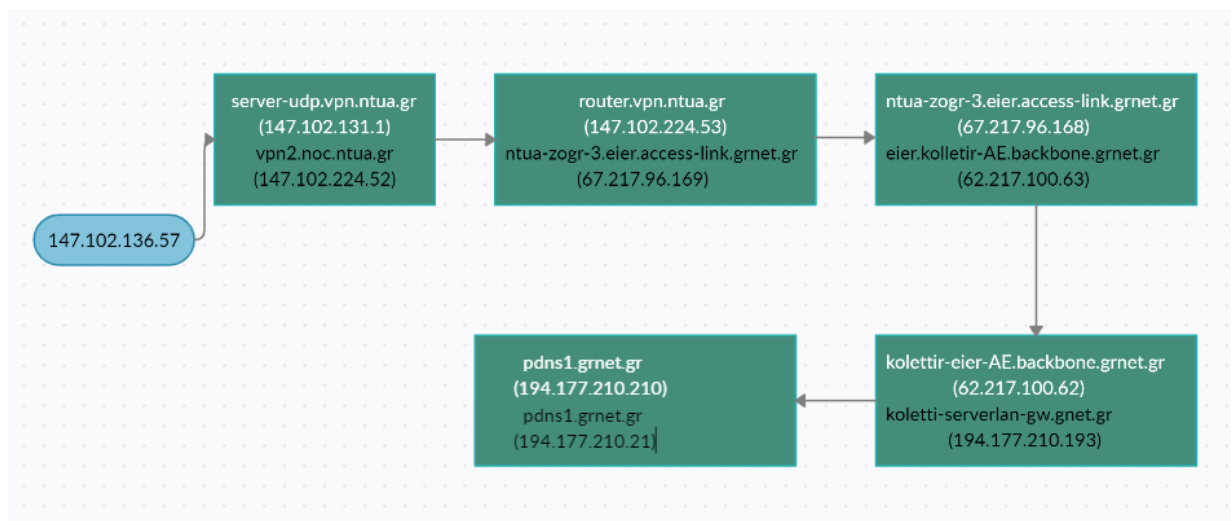 147.102.136.57
server-udp.vpn.ntua.gr
(147.102.131.1)
vpn2.noc.ntua.gr
(147.102.224.52)
router.vpn.ntua.gr
(147.102.224.53)
ntua-zogr-3.eier.access-link.grnet.gr
(67.217.96.169)
ntua-zogr-3.eier.access-link.grnet.gr
(67.217.96.168)
eier.kolletir-AE.backbone.grnet.gr
(62.217.100.63)
kolettir-eier-AE.backbone.grnet.gr
(62.217.100.62)
koletti-serverlan-gw.gnet.gr
(194.177.210.193)
pdns1.grnet.gr
(194.177.210.210)
pdns1.grnet.gr
(194.177.210.21)